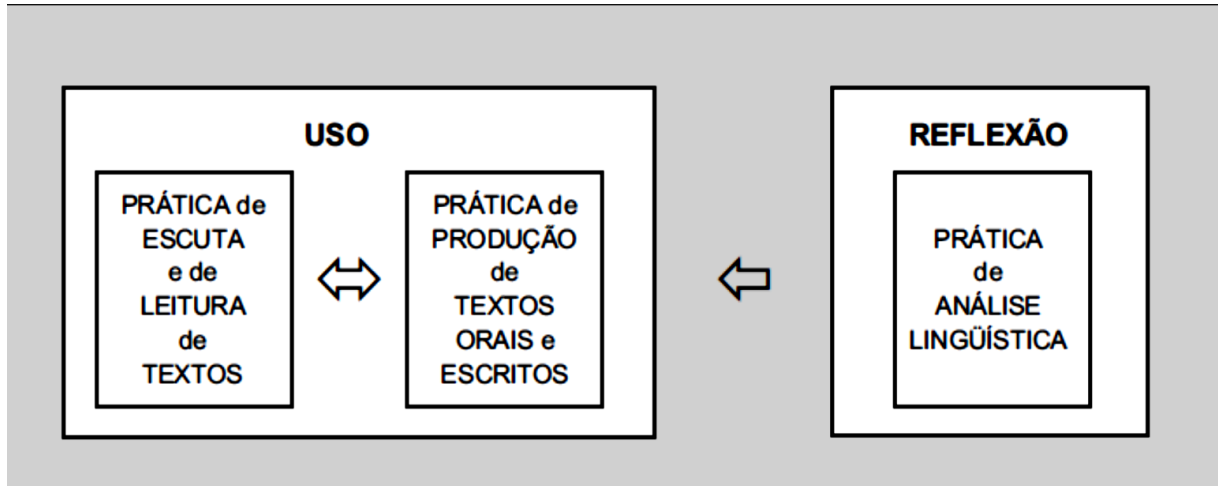 USO
PRÁTICA de
ESCUTA
e de
LEITURA
de
TEXTOS
PRÁTICA de
PRODUÇÃO
de
TEXTOS
ORAIS e
ESCRITOS
REFLEXÃO
PRÁTICA
de
ANÁLISE
LINGÜÍSTICA